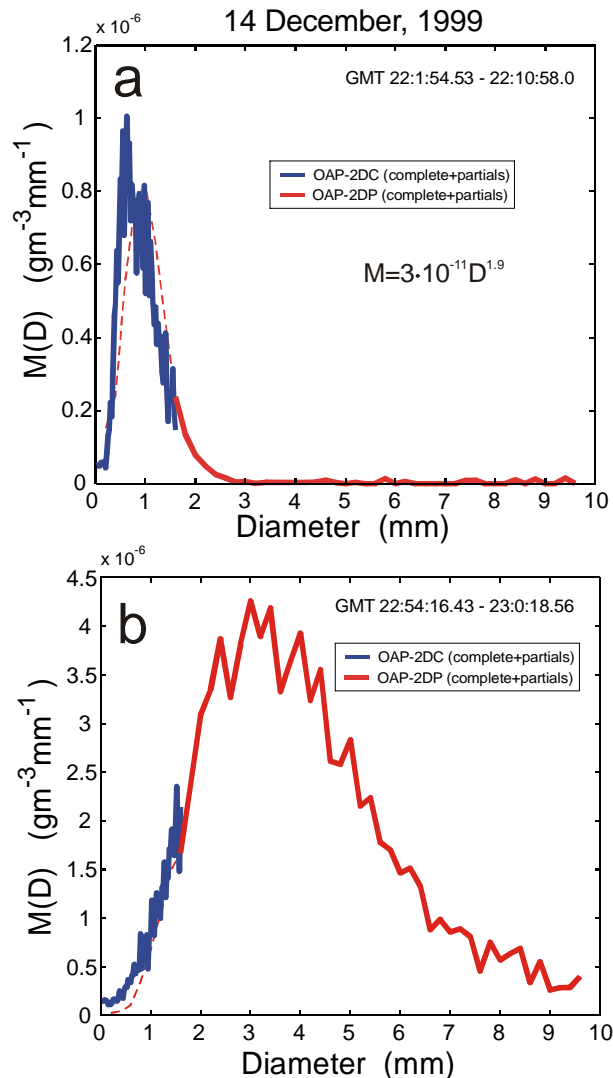 14 December, 1999
x 10⁻⁶
a
GMT 22:1:54.53 - 22:10:58.0
OAP-2DC (complete+partials)
OAP-2DP (complete+partials)
M=3·10⁻¹¹D¹·⁹
M(D) (gm⁻³mm⁻¹)
1.2
1
0.8
0.6
0.4
0.2
0
0 1 2 3 4 5 6 7 8 9 10
Diameter (mm)
x 10⁻⁶
b
GMT 22:54:16.43 - 23:0:18.56
OAP-2DC (complete+partials)
OAP-2DP (complete+partials)
M(D) (gm⁻³mm⁻¹)
4.5
4
3.5
3
2.5
2
1.5
1
0.5
0
0 1 2 3 4 5 6 7 8 9 10
Diameter (mm)